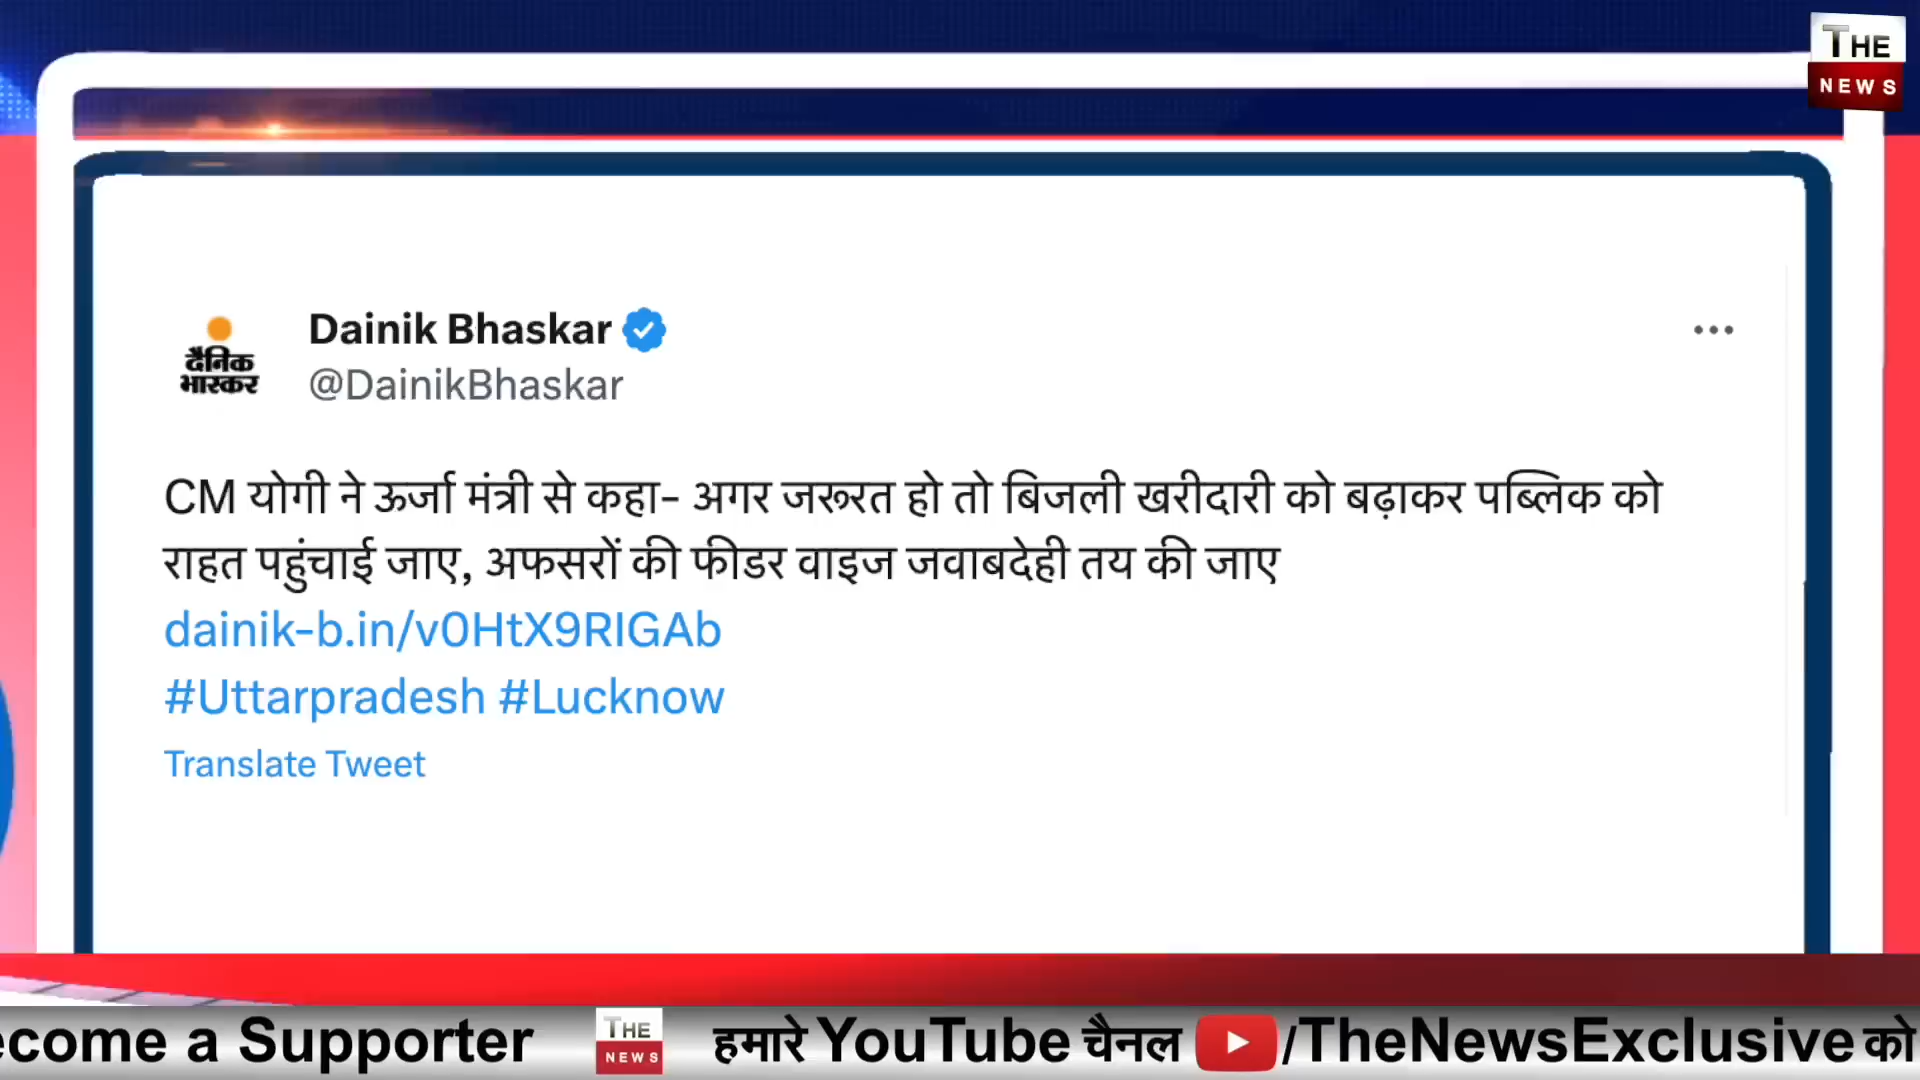 THE
NEWS
दैनिक
भास्कर
Dainik Bhaskar
@DainikBhaskar
CM योगी ने ऊर्जा मंत्री से कहा- अगर जरूरत हो तो बिजली खरीदारी को बढ़ाकर पब्लिक को
राहत पहुंचाई जाए, अफसरों की फीडर वाइज जवाबदेही तय की जाए
dainik-b.in/v0HtX9RIGAb
#Uttarpradesh #Lucknow
Translate Tweet
ecome a Supporter THE NEWS हमारे YouTube चैनल /TheNewsExclusive को